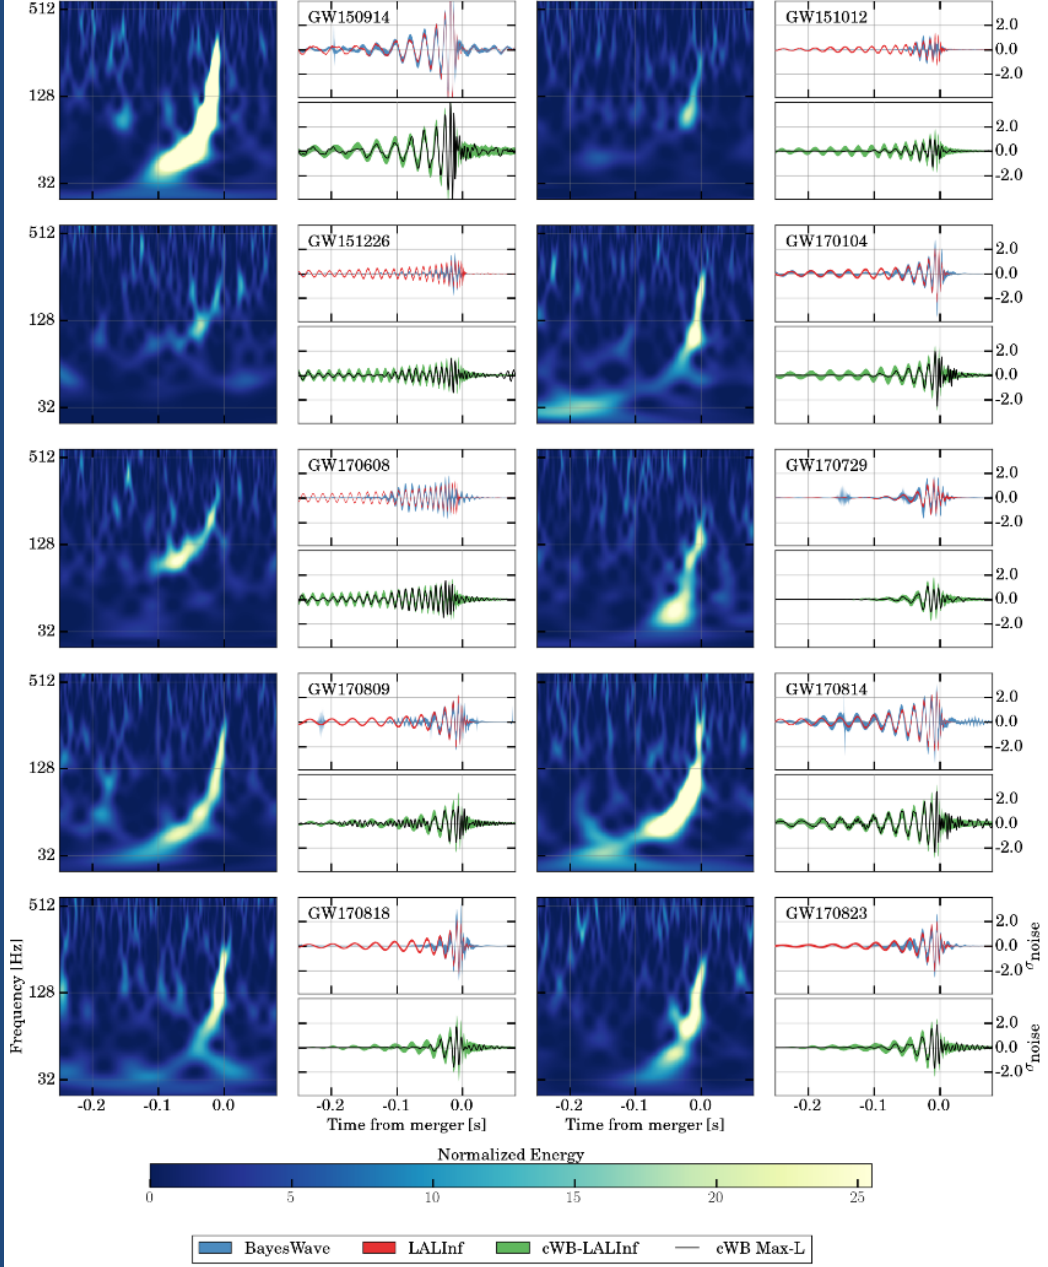 512
128
32
GW150914
GW151012
2.0
0.0
-2.0
2.0
0.0
-2.0
512
128
32
GW151226
GW170104
2.0
0.0
-2.0
2.0
0.0
-2.0
512
128
32
GW170608
GW170729
2.0
0.0
-2.0
2.0
0.0
-2.0
512
128
32
GW170809
GW170814
2.0
0.0
-2.0
2.0
0.0
-2.0
Frequency [Hz]
512
128
32
GW170818
GW170823
2.0
0.0
-2.0
σnoise
2.0
0.0
-2.0
σnoise
-0.2 -0.1 0.0 -0.2 -0.1 0.0 -0.2 -0.1 0.0 -0.2 -0.1 0.0
Time from merger [s] Time from merger [s]
Normalized Energy
0 5 10 15 20 25
BayesWave LALInf cWB-LALInf cWB Max-L